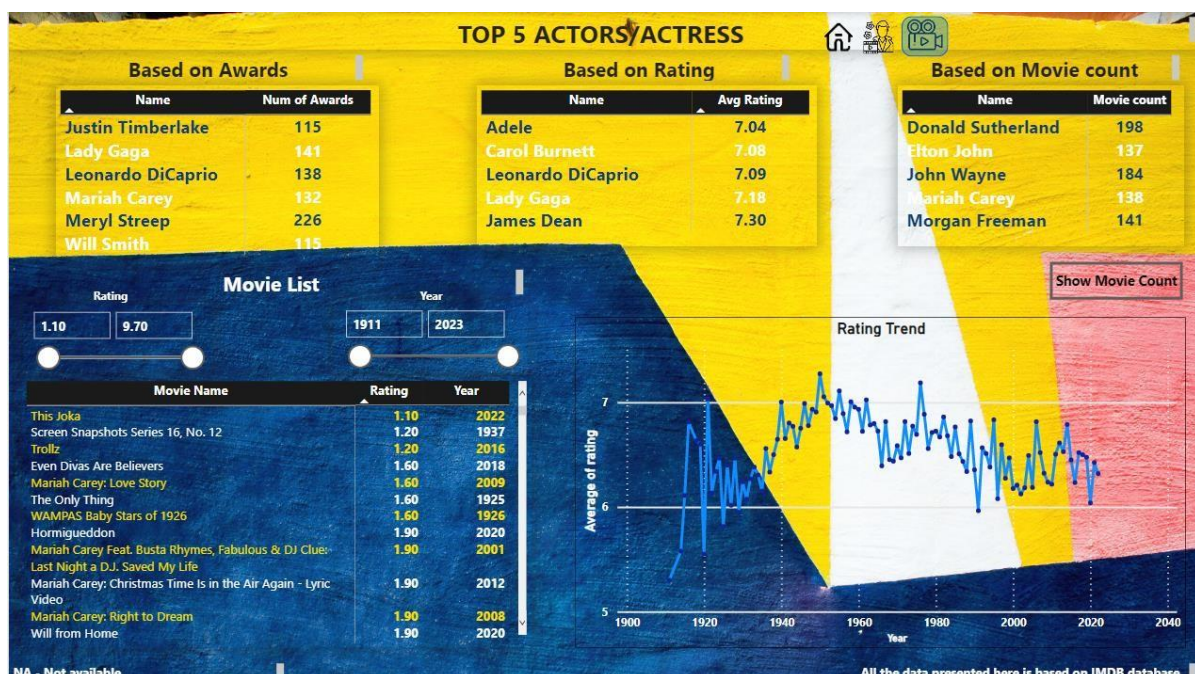 TOP 5 ACTORS/ACTRESS
Based on Awards
Name Num of Awards
Justin Timberlake 115
Lady Gaga 141
Leonardo DiCaprio 138
Mariah Carey 132
Meryl Streep 226
Will Smith 115
Based on Rating
Name Avg Rating
Adele 7.04
Carol Burnett 7.08
Leonardo DiCaprio 7.09
Lady Gaga 7.18
James Dean 7.30
Based on Movie count
Name Movie count
Donald Sutherland 198
Elton John 137
John Wayne 184
Mariah Carey 138
Morgan Freeman 141
Movie List
Rating
1.10 9.70
Year
1911 2023
Movie Name Rating Year
This Joka 1.10 2022
Screen Snapshots Series 16, No. 12 1.20 1937
Trollz 1.20 2016
Even Divas Are Believers 1.60 2018
Mariah Carey: Love Story 1.60 2009
The Only Thing 1.60 1925
WAMPAS Baby Stars of 1926 1.60 1926
Hormigueddon 1.90 2020
Mariah Carey Feat. Busta Rhymes, Fabulous & DJ Clue: 1.90 2001
Last Night a D.J. Saved My Life
Mariah Carey: Christmas Time Is in the Air Again - Lyric 1.90 2012
Video
Mariah Carey: Right to Dream 1.90 2008
Will from Home 1.90 2020
Show Movie Count
Rating Trend
Average of rating
7
6
5
1900 1920 1940 1960 1980 2000 2020 2040
Year
NA - Not available
All the data presented here is based on IMDB database